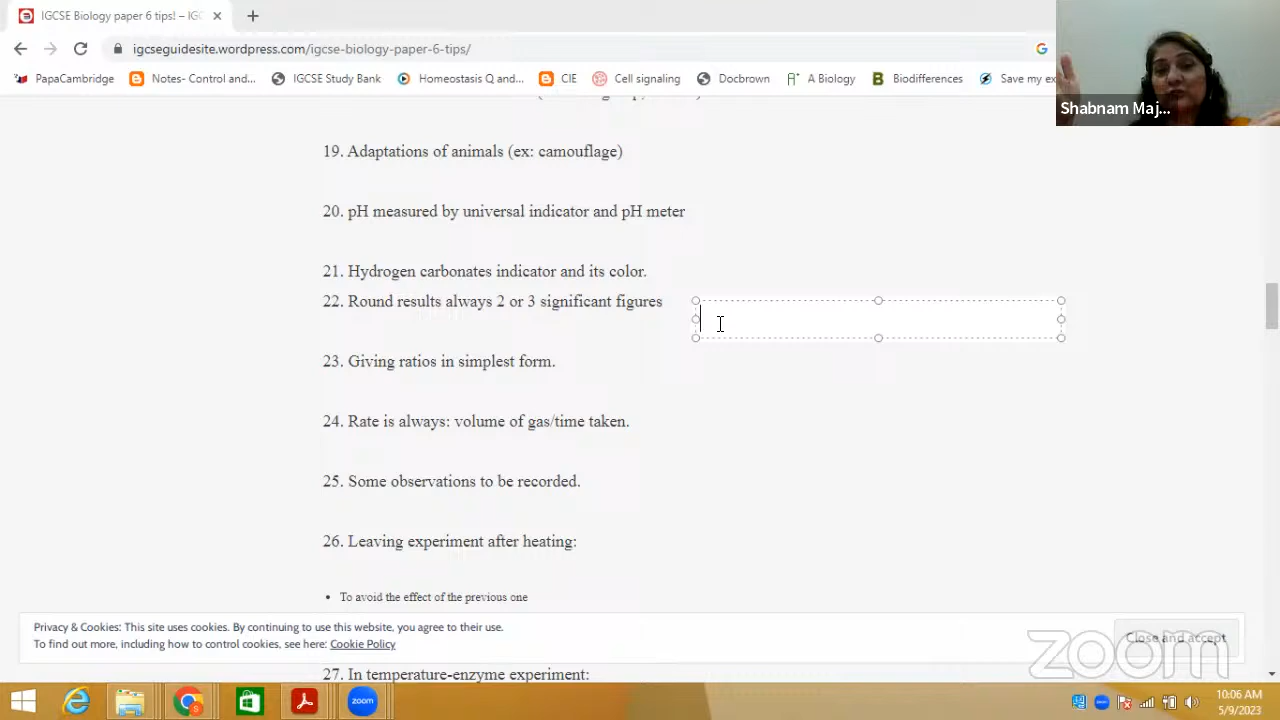 IGCSE Biology paper 6 tips! – IGC
igcseguidesite.wordpress.com/igcse-biology-paper-6-tips/
PapaCambridge
Notes- Control and...
IGCSE Study Bank
Homeostasis Q and...
CIE
Cell signaling
Docbrown
A Biology
Biodifferences
Save my ex
Shabnam Maj...
19. Adaptations of animals (ex: camouflage)
20. pH measured by universal indicator and pH meter
21. Hydrogen carbonates indicator and its color.
22. Round results always 2 or 3 significant figures
23. Giving ratios in simplest form.
24. Rate is always: volume of gas/time taken.
25. Some observations to be recorded.
26. Leaving experiment after heating:
• To avoid the effect of the previous one
Privacy & Cookies: This site uses cookies. By continuing to use this website, you agree to their use.
To find out more, including how to control cookies, see here: Cookie Policy
Close and accept
zoom
27. In temperature-enzyme experiment:
zoom
10:06 AM
5/9/2023